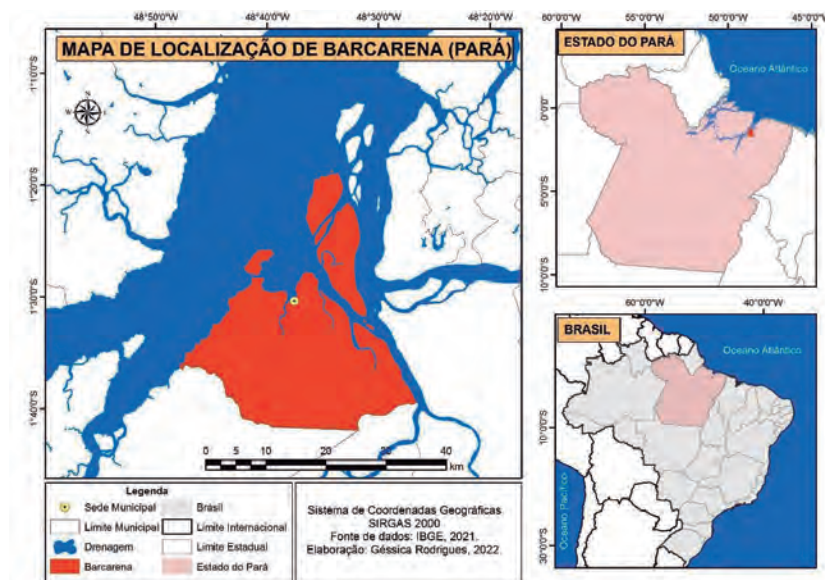 48°50'0"O
48°40'0"O
48°30'0"O
48°20'0"O
MAPA DE LOCALIZAÇÃO DE BARCARENA (PARÁ)
1°10'0"S
1°20'0"S
1°30'0"S
1°40'0"S
N
0 5 10 20 30 40
km
60°0'0"O
55°0'0"O
50°0'0"O
45°0'0"O
ESTADO DO PARÁ
Oceano Atlântico
0°0'0"
5°0'0"S
10°0'0"S
60°0'0"O
40°0'0"O
BRASIL
Oceano Atlântico
Oceano Pacífico
10°0'0"S
30°0'0"S
Legenda
Sede Municipal
Limite Municipal
Drenagem
Barcarena
Brasil
Limite Internacional
Limite Estadual
Estado do Pará
Sistema de Coordenadas Geográficas
SIRGAS 2000
Fonte de dados: IBGE, 2021.
Elaboração: Géssica Rodrigues, 2022.